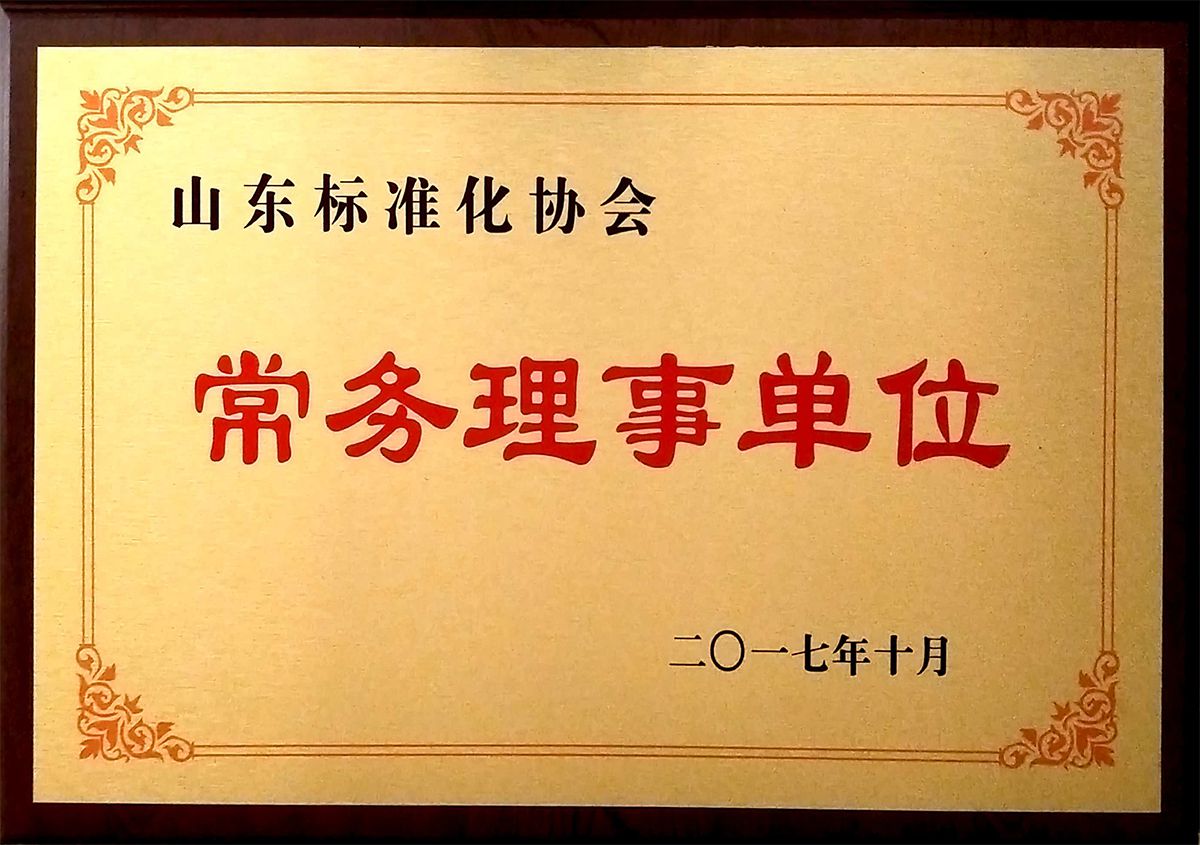 山东标准化协会
常务理事单位
二〇一七年十月